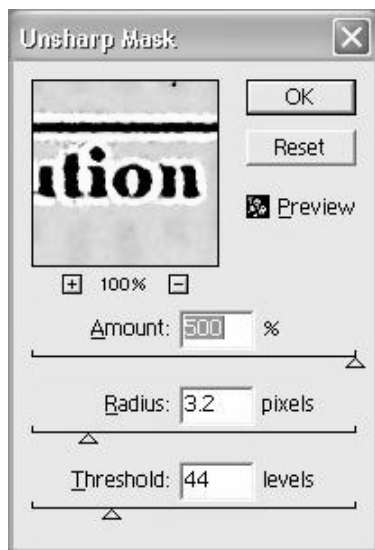 Unsharp Mask
ution
OK
Reset
Preview
100%
Amount: 500 %
Radius: 3.2 pixels
Threshold: 44 levels